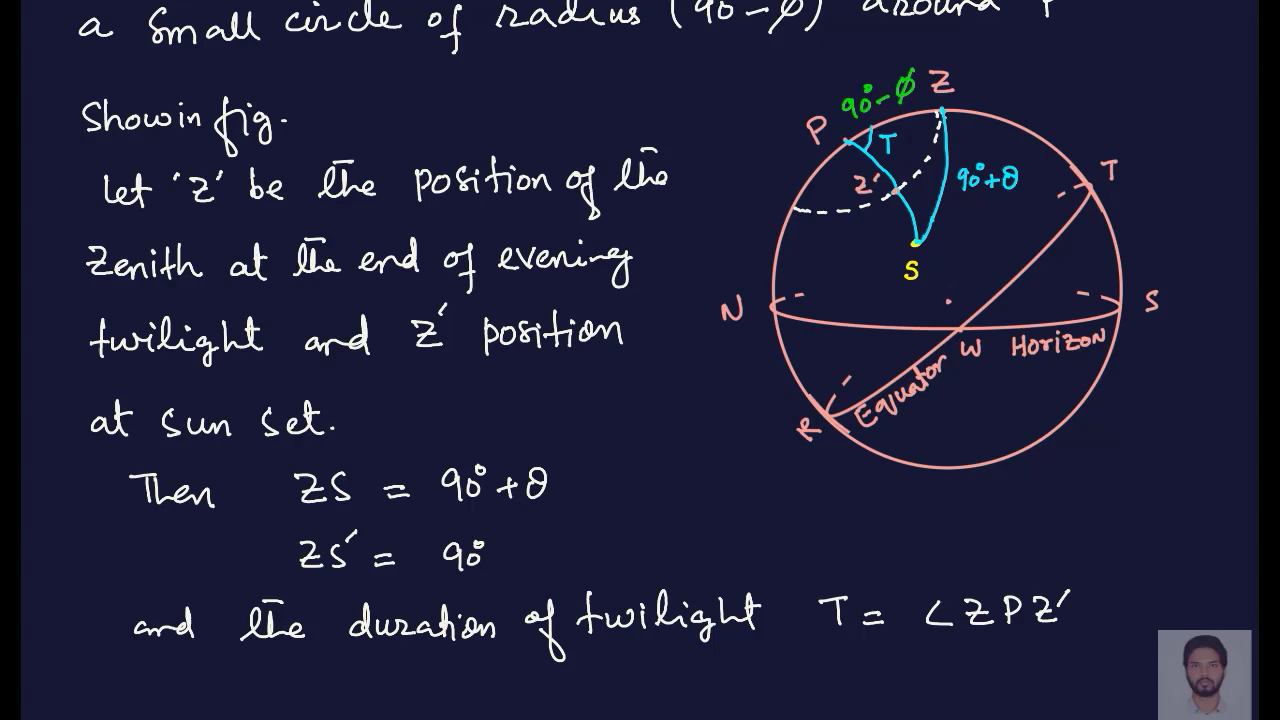 a small circle of radius (90-φ) around P
Show in fig.
Let 'Z' be the position of the
Zenith at the end of evening
twilight and Z' position
at sun set.
Then ZS = 90°+θ
ZS' = 90°
and the duration of twilight T = ∠ZPZ'
90°-φ
Z
P
T
Z'
90°+θ
T
S
N
S
W
Horizon
Equator
R